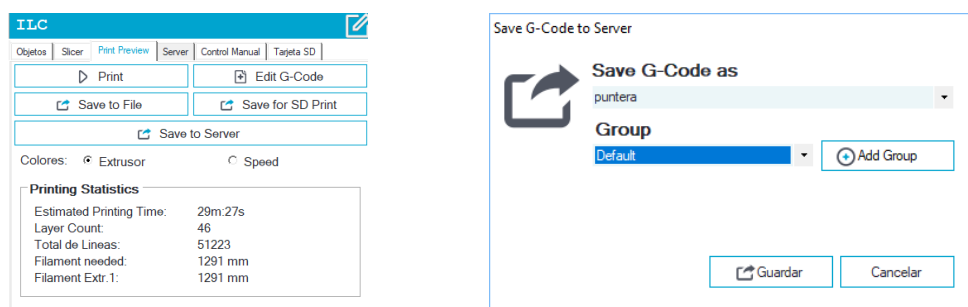 ILC
Objetos Slicer Print Preview Server Control Manual Tarjeta SD
Print Edit G-Code
Save to File Save for SD Print
Save to Server
Colores: Extrusor Speed
Printing Statistics
Estimated Printing Time: 29m:27s
Layer Count: 46
Total de Lineas: 51223
Filament needed: 1291 mm
Filament Extr.1: 1291 mm
Save G-Code to Server
Save G-Code as
puntera
Group
Default Add Group
Guardar Cancelar